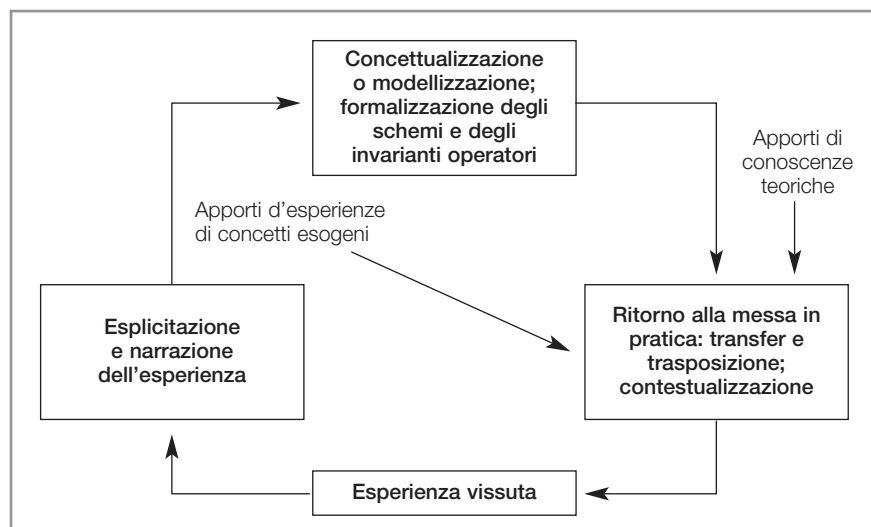 Concettualizzazione
o modellizzazione;
formalizzazione degli
schemi e degli
invarianti operatori
Apporti di
conoscenze
teoriche
Apporti d'esperienze
di concetti esogeni
Esplicitazione
e narrazione
dell'esperienza
Ritorno alla messa in
pratica: transfer e
trasposizione;
contestualizzazione
Esperienza vissuta